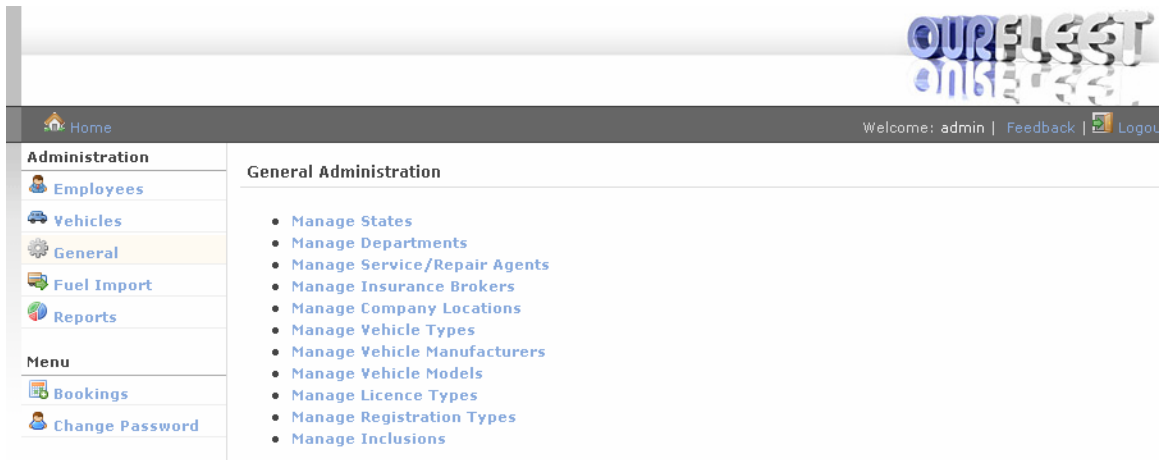 OURFLEET
Home
Welcome: admin | Feedback | Logou
Administration
Employees
Vehicles
General
Fuel Import
Reports
Menu
Bookings
Change Password
General Administration
Manage States
Manage Departments
Manage Service/Repair Agents
Manage Insurance Brokers
Manage Company Locations
Manage Vehicle Types
Manage Vehicle Manufacturers
Manage Vehicle Models
Manage Licence Types
Manage Registration Types
Manage Inclusions